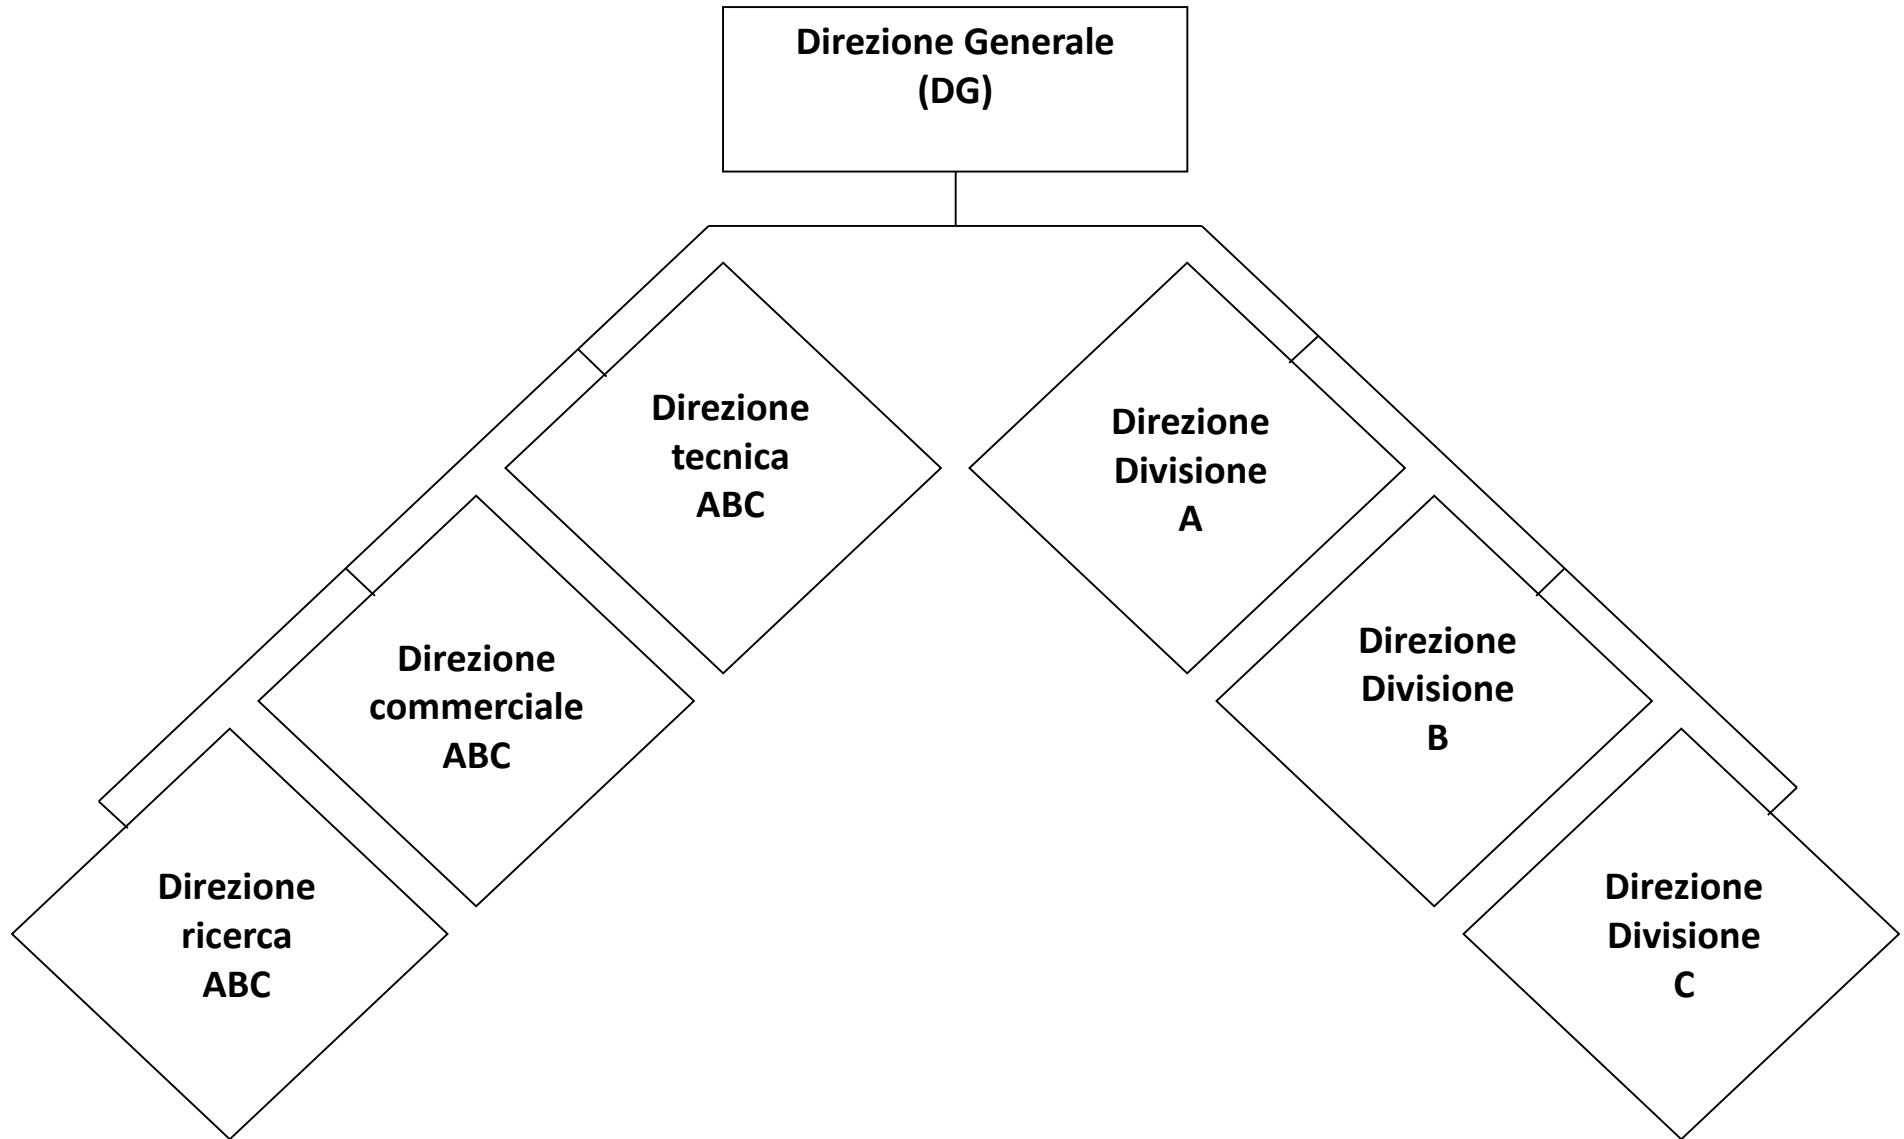 Direzione Generale
(DG)
Direzione
tecnica
ABC
Direzione
Divisione
A
Direzione
commerciale
ABC
Direzione
Divisione
B
Direzione
ricerca
ABC
Direzione
Divisione
C